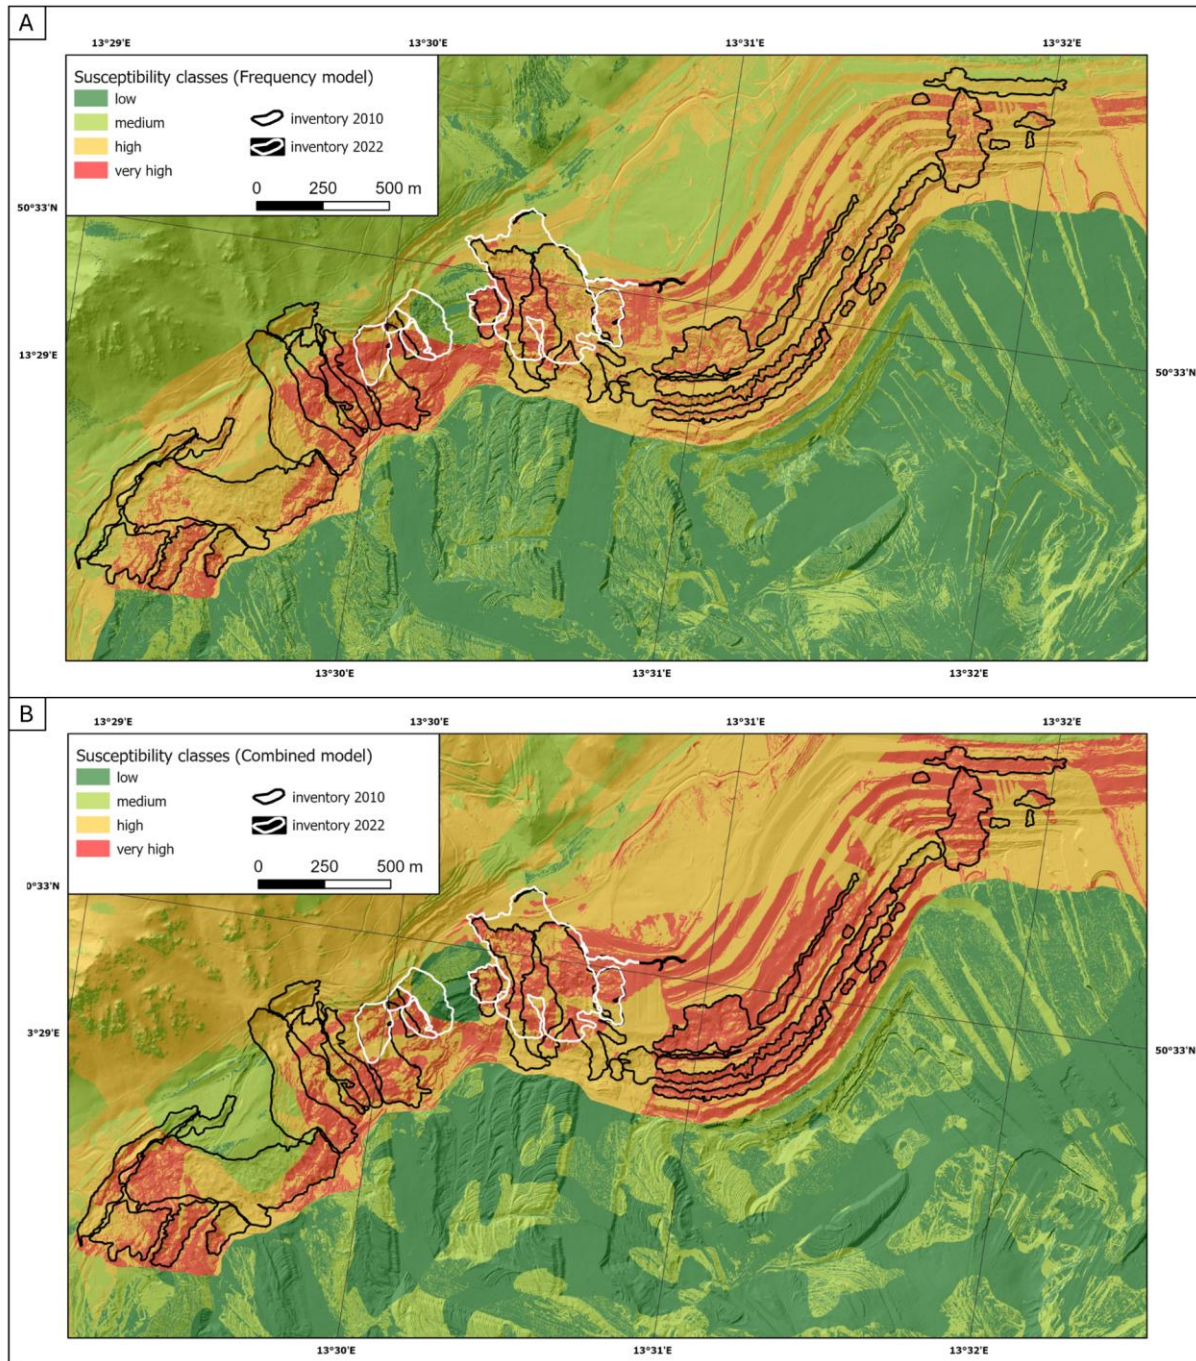 A
13°29'E 13°30'E 13°31'E 13°32'E
Susceptibility classes (Frequency model)
low
medium
high
very high
inventory 2010
inventory 2022
0 250 500 m
50°33'N
13°29'E
50°33'N
13°30'E 13°31'E 13°32'E
B
13°29'E 13°30'E 13°31'E 13°32'E
Susceptibility classes (Combined model)
low
medium
high
very high
inventory 2010
inventory 2022
0 250 500 m
0°33'N
3°29'E
50°33'N
13°30'E 13°31'E 13°32'E